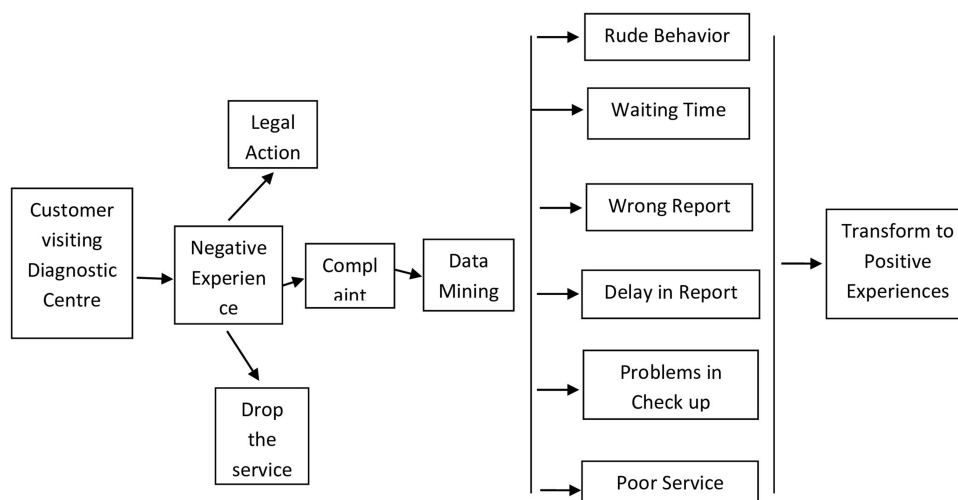 Customer
visiting
Diagnostic
Centre
Negative
Experien
ce
Legal
Action
Drop
the
service
Compl
aint
Data
Mining
Rude Behavior
Waiting Time
Wrong Report
Delay in Report
Problems in
Check up
Poor Service
Transform to
Positive
Experiences